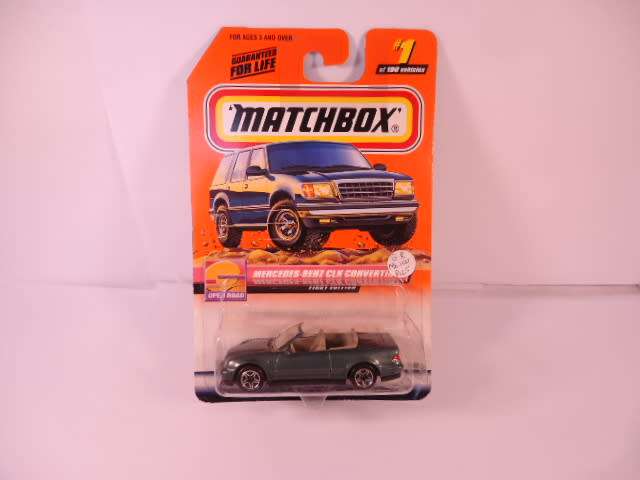 FOR AGES 3 AND OVER
GUARANTEED
FOR LIFE
#1
of 100 vehicles
MATCHBOX®
MERCEDES-BENZ CLK CONVERTIBLE
FIRST EDITION
OPEN ROAD